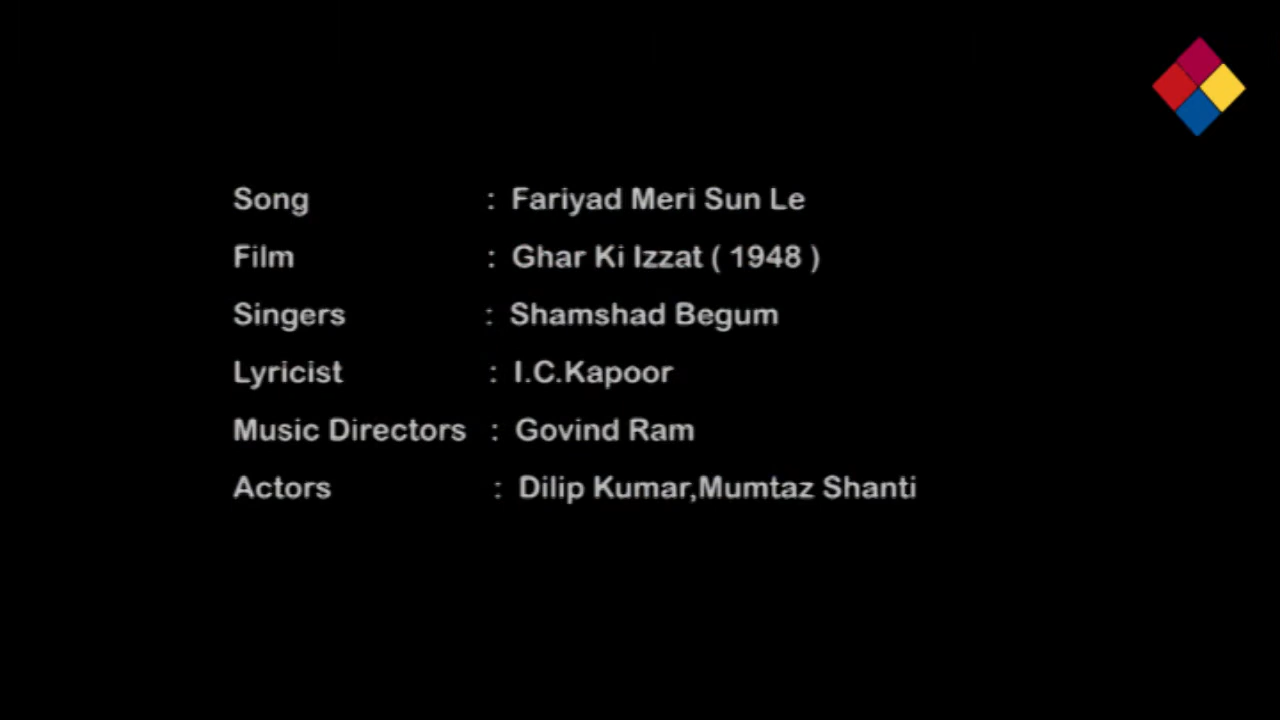 Song : Fariyad Meri Sun Le
Film : Ghar Ki Izzat ( 1948 )
Singers : Shamshad Begum
Lyricist : I.C.Kapoor
Music Directors : Govind Ram
Actors : Dilip Kumar,Mumtaz Shanti